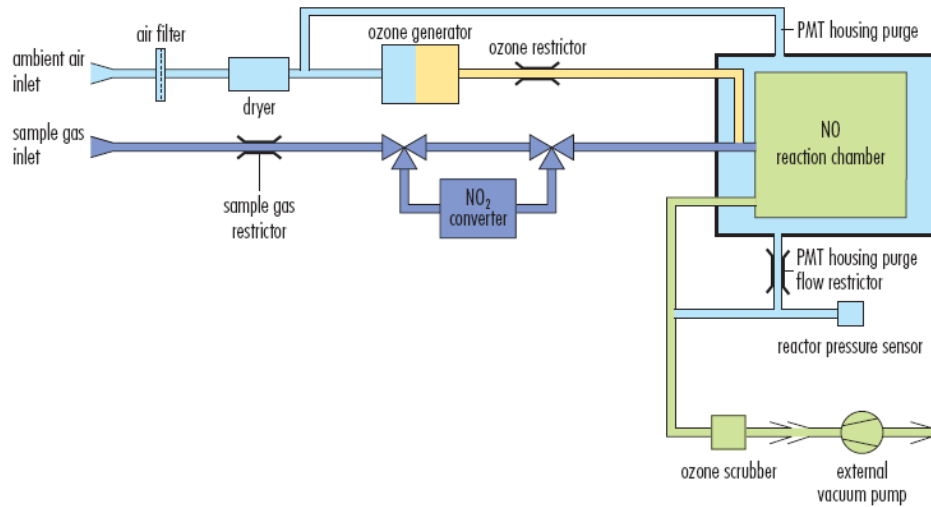 air filter
ozone generator
ozone restrictor
PMT housing purge
ambient air
inlet
dryer
sample gas
inlet
NO
reaction chamber
sample gas
restrictor
NO₂
converter
PMT housing purge
flow restrictor
reactor pressure sensor
ozone scrubber
external
vacuum pump